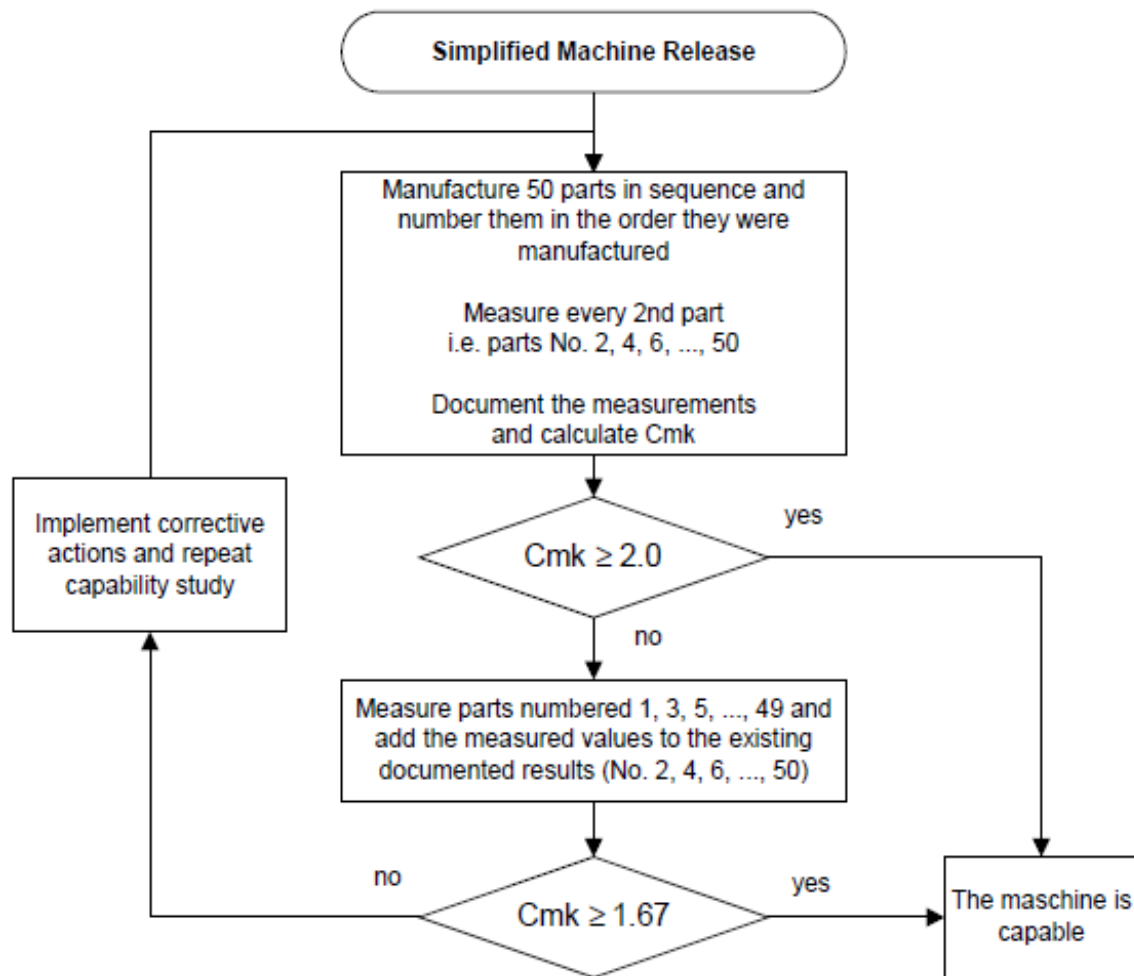 Simplified Machine Release
Manufacture 50 parts in sequence and
number them in the order they were
manufactured
Measure every 2nd part
i.e. parts No. 2, 4, 6, ..., 50
Document the measurements
and calculate Cmk
Implement corrective
actions and repeat
capability study
yes
Cmk ≥ 2.0
no
Measure parts numbered 1, 3, 5, ..., 49 and
add the measured values to the existing
documented results (No. 2, 4, 6, ..., 50)
no
yes
Cmk ≥ 1.67
The maschine is
capable